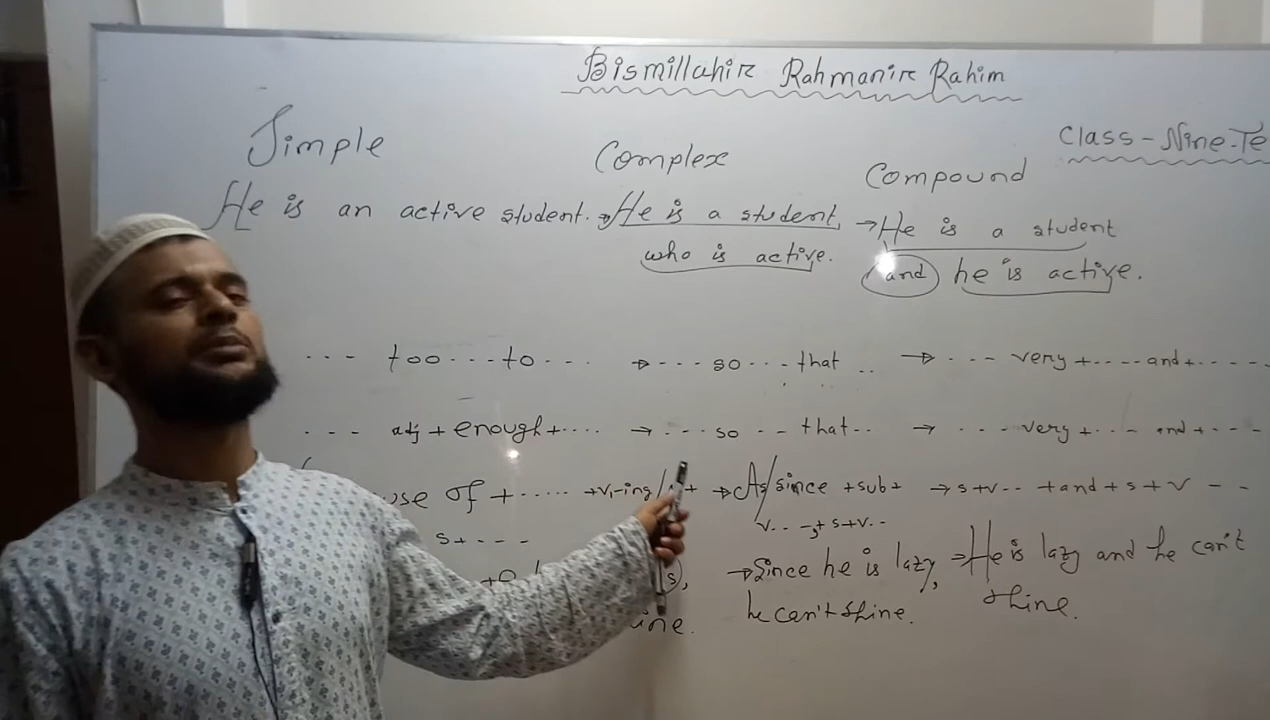 Bismillahir Rahmanir Rahim
Class - Nine-Te
Simple
Complex
Compound
He is an active student.
→ He is a student,
who is active.
→ He is a student
and he is active.
... too ... to ...
→ ... so ... that ..
→ ... very + .... and + ....
... adj + enough + ....
→ ... so ... that ..
→ ... very + .... and + ....
use of + ...... + v₁-ing/ +
s + ....
→ As/since + sub +
v.. .., + s + v..
→ s + v .. + and + s + v - -
s),
ine.
→ Since he is lazy,
he can't shine.
→ He is lazy and he can't
shine.